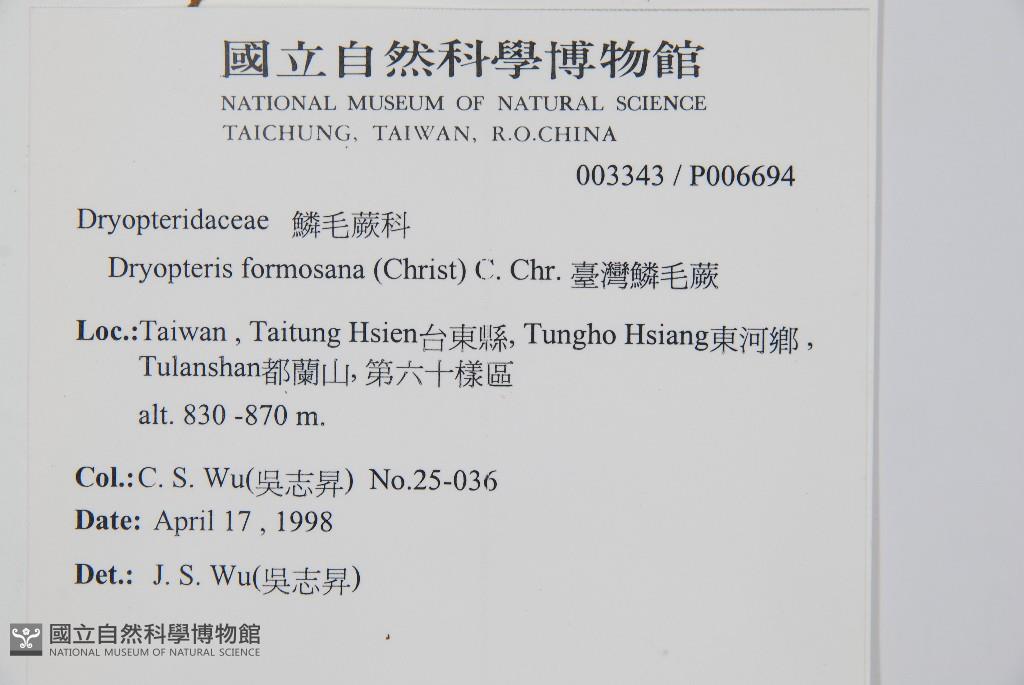 國立自然科學博物館
NATIONAL MUSEUM OF NATURAL SCIENCE
TAICHUNG, TAIWAN, R.O.CHINA
003343 / P006694
Dryopteridaceae 鱗毛蕨科
Dryopteris formosana (Christ) C. Chr. 臺灣鱗毛蕨
Loc.:Taiwan , Taitung Hsien台東縣, Tungho Hsiang東河鄉 ,
Tulanshan都蘭山, 第六十樣區
alt. 830 -870 m.
Col.:C. S. Wu(吳志昇) No.25-036
Date: April 17 , 1998
Det.: J. S. Wu(吳志昇)
國立自然科學博物館
NATIONAL MUSEUM OF NATURAL SCIENCE